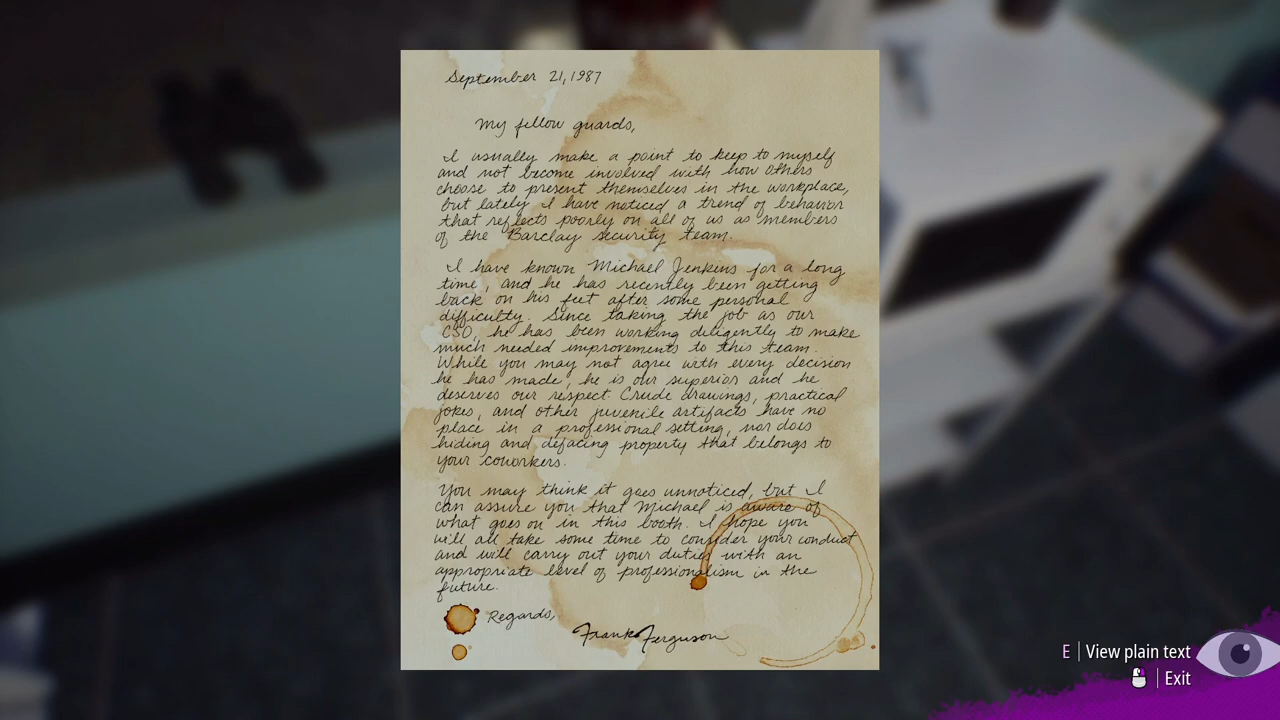 September 21, 1987
My fellow guards,
I usually make a point to keep to myself
and not become involved with how others
choose to present themselves in the workplace,
but lately I have noticed a trend of behavior
that reflects poorly on all of us as members
of the Barclay security team.
I have known Michael Jenkins for a long
time, and he has recently been getting
back on his feet after some personal
difficulty. Since taking the job as our
CSO, he has been working diligently to make
much needed improvements to this team.
While you may not agree with every decision
he has made, he is our superior and he
deserves our respect. Crude drawings, practical
jokes, and other juvenile artifacts have no
place in a professional setting, nor does
hiding and defacing property that belongs to
your coworkers.
You may think it goes unnoticed, but I
can assure you that Michael is aware of
what goes on in this booth. I hope you
will all take some time to consider your conduct
and will carry out your duties with an
appropriate level of professionalism in the
future.
Regards,
Frank Ferguson
E | View plain text
Exit